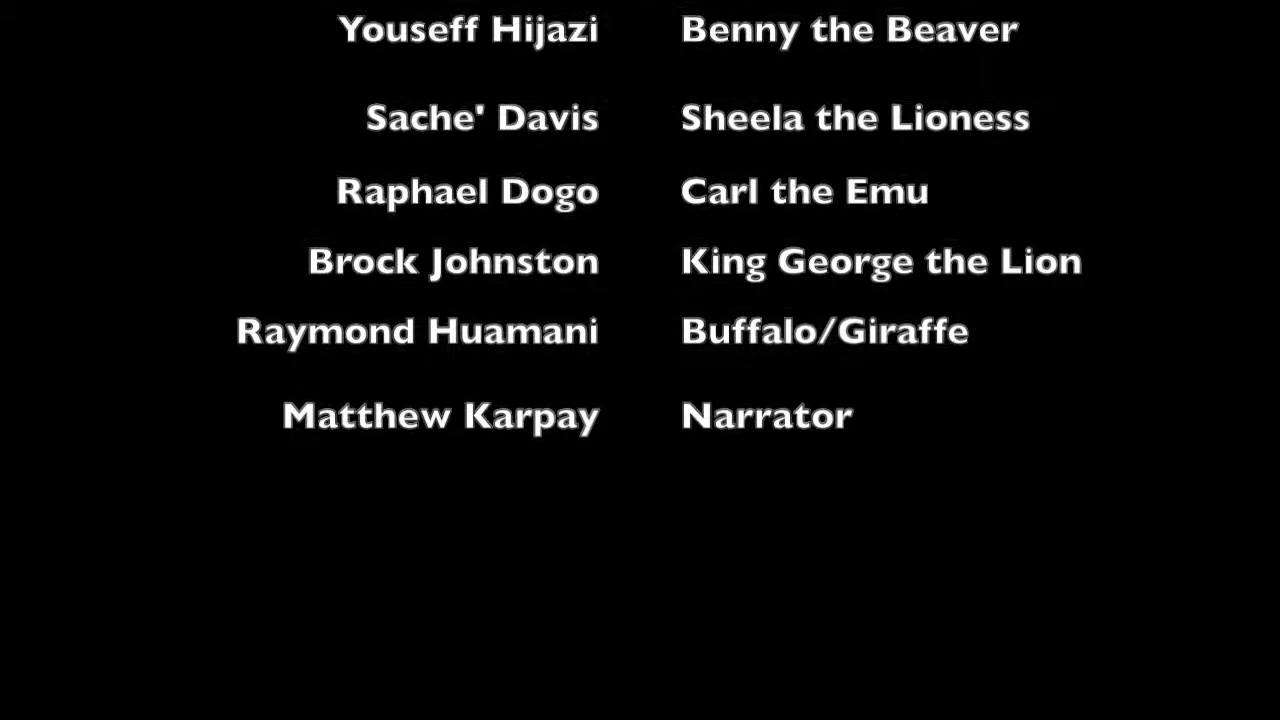 Youseff Hijazi Benny the Beaver
Sache' Davis Sheela the Lioness
Raphael Dogo Carl the Emu
Brock Johnston King George the Lion
Raymond Huamani Buffalo/Giraffe
Matthew Karpay Narrator